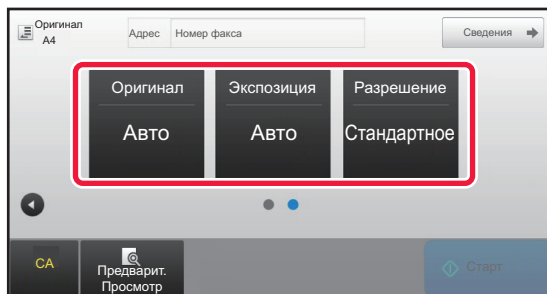 Оригинал
A4
Адрес
Номер факса
Сведения
Оригинал
Экспозиция
Разрешение
Авто
Авто
Стандартное
CA
Предварит.
Просмотр
Старт